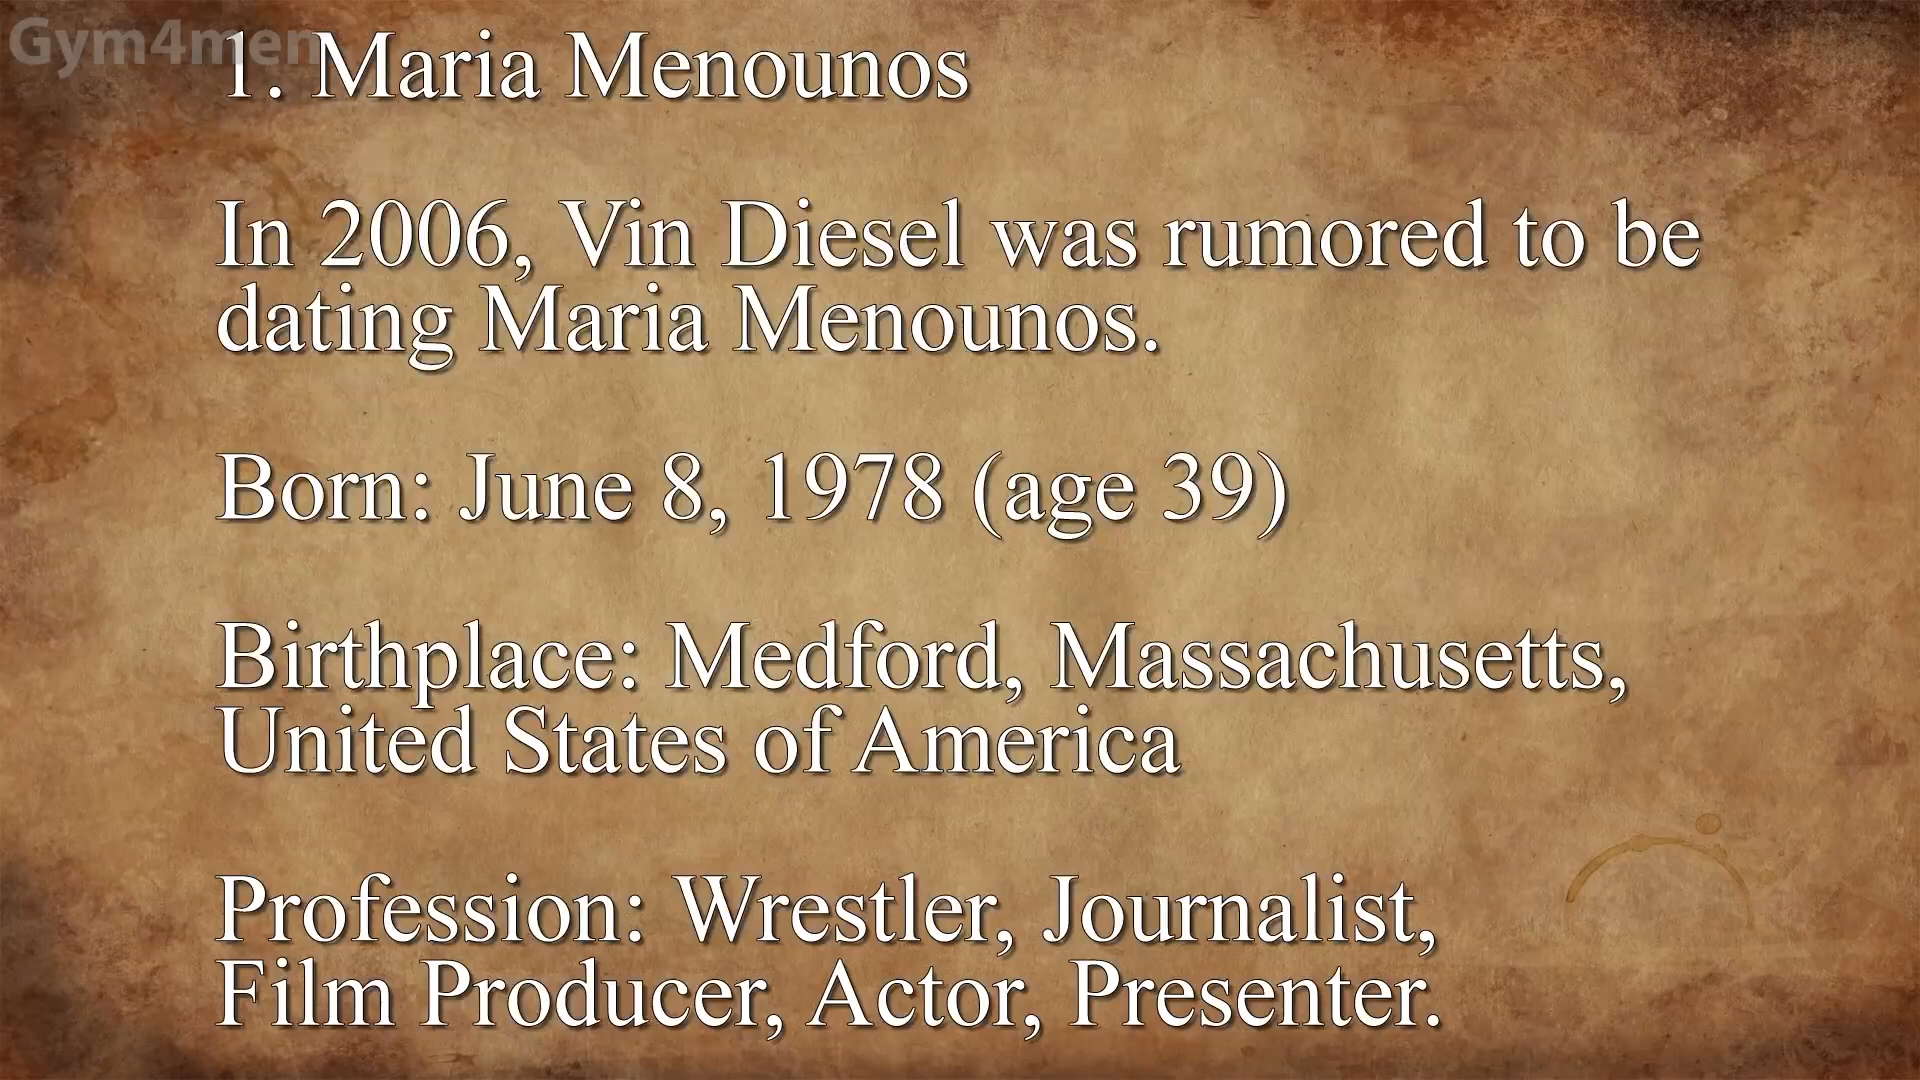 Gym4men
1. Maria Menounos
In 2006, Vin Diesel was rumored to be
dating Maria Menounos.
Born: June 8, 1978 (age 39)
Birthplace: Medford, Massachusetts,
United States of America
Profession: Wrestler, Journalist,
Film Producer, Actor, Presenter.